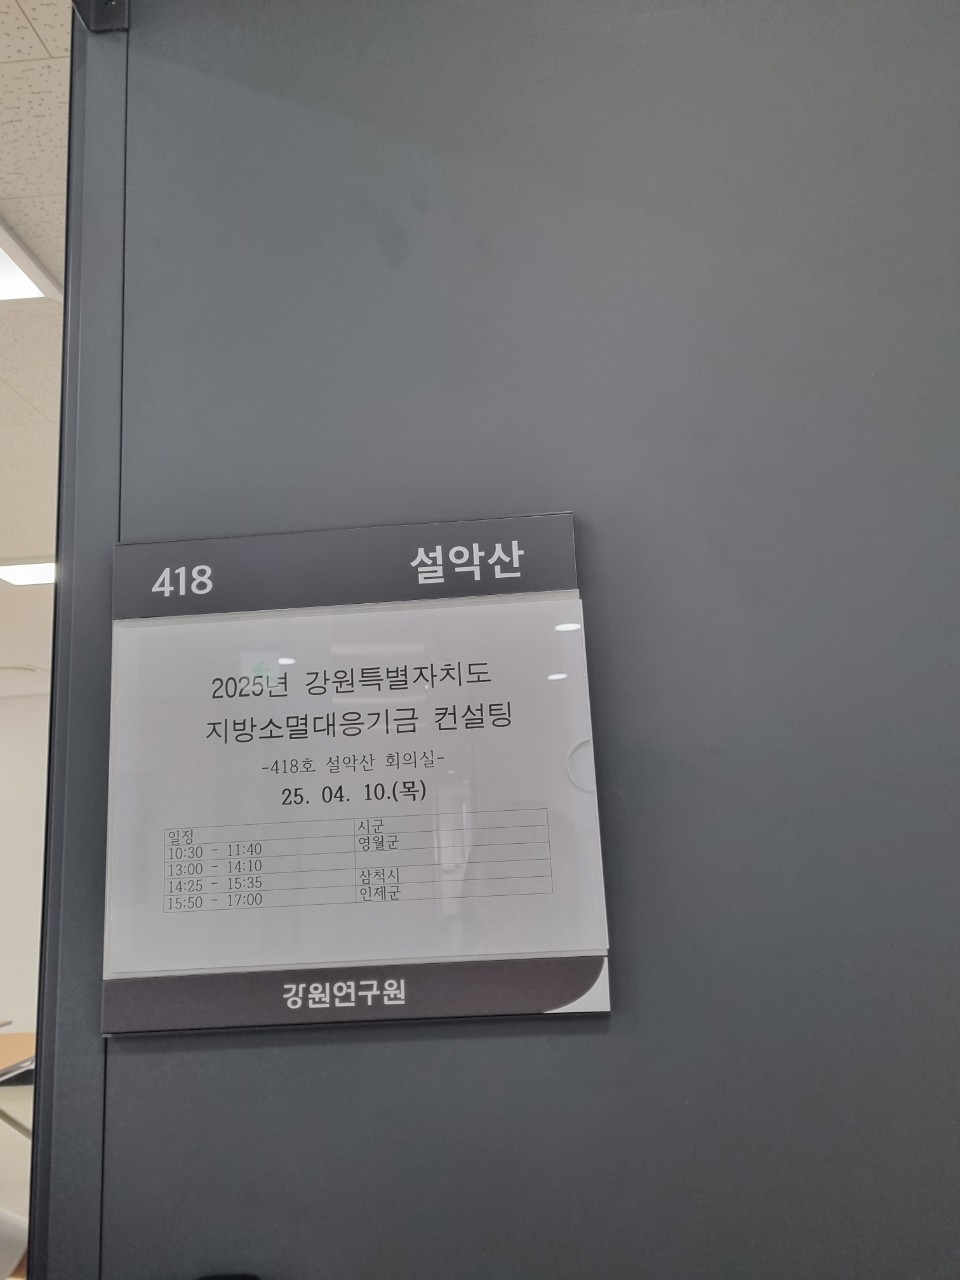 418 설악산
2025년 강원특별자치도
지방소멸대응기금 컨설팅
-418호 설악산 회의실-
25. 04. 10.(목)
일정 시군
10:30 - 11:40 영월군
13:00 - 14:10
14:25 - 15:35 삼척시
15:50 - 17:00 인제군
강원연구원